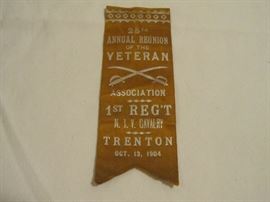 25TH
ANNUAL REUNION
OF THE
VETERAN
ASSOCIATION
1ST REG'T
N. J. V. CAVALRY
TRENTON
OCT. 13, 1904